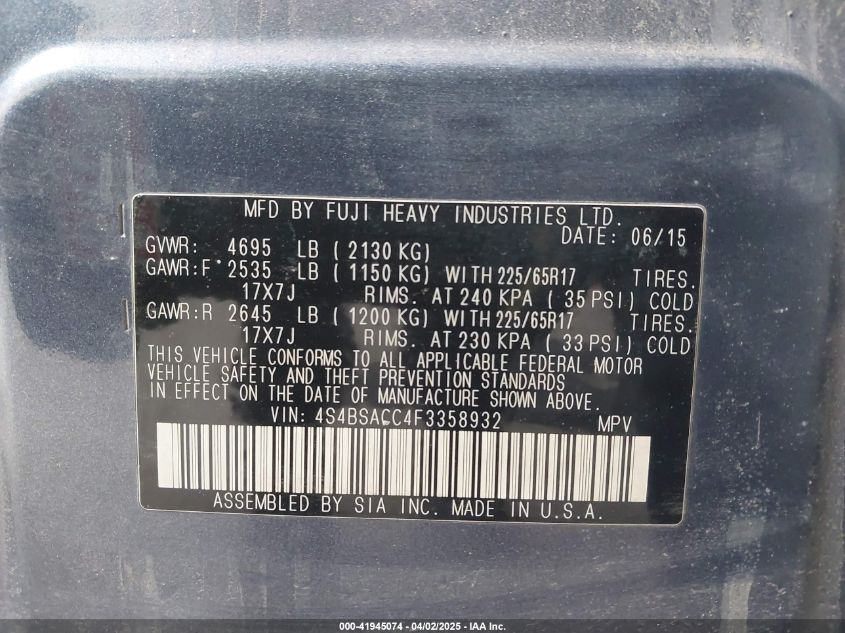 MFD BY FUJI HEAVY INDUSTRIES LTD.
DATE: 06/15
GVWR: 4695 LB ( 2130 KG)
GAWR:F 2535 LB ( 1150 KG) WITH 225/65R17 TIRES.
17X7J RIMS. AT 240 KPA ( 35 PSI) COLD
GAWR:R 2645 LB ( 1200 KG) WITH 225/65R17 TIRES.
17X7J RIMS. AT 230 KPA ( 33 PSI) COLD
THIS VEHICLE CONFORMS TO ALL APPLICABLE FEDERAL MOTOR
VEHICLE SAFETY AND THEFT PREVENTION STANDARDS
IN EFFECT ON THE DATE OF MANUFACTURE SHOWN ABOVE.
VIN: 4S4BSACC4F3358932 MPV
ASSEMBLED BY SIA INC. MADE IN U.S.A.
000-41945074 - 04/02/2025 - IAA Inc.